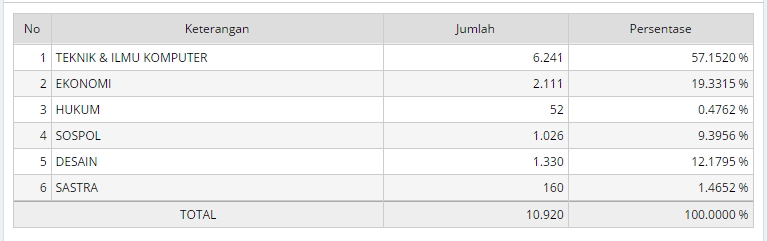 No Keterangan Jumlah Persentase
1 TEKNIK & ILMU KOMPUTER 6.241 57.1520 %
2 EKONOMI 2.111 19.3315 %
3 HUKUM 52 0.4762 %
4 SOSPOL 1.026 9.3956 %
5 DESAIN 1.330 12.1795 %
6 SASTRA 160 1.4652 %
TOTAL 10.920 100.0000 %